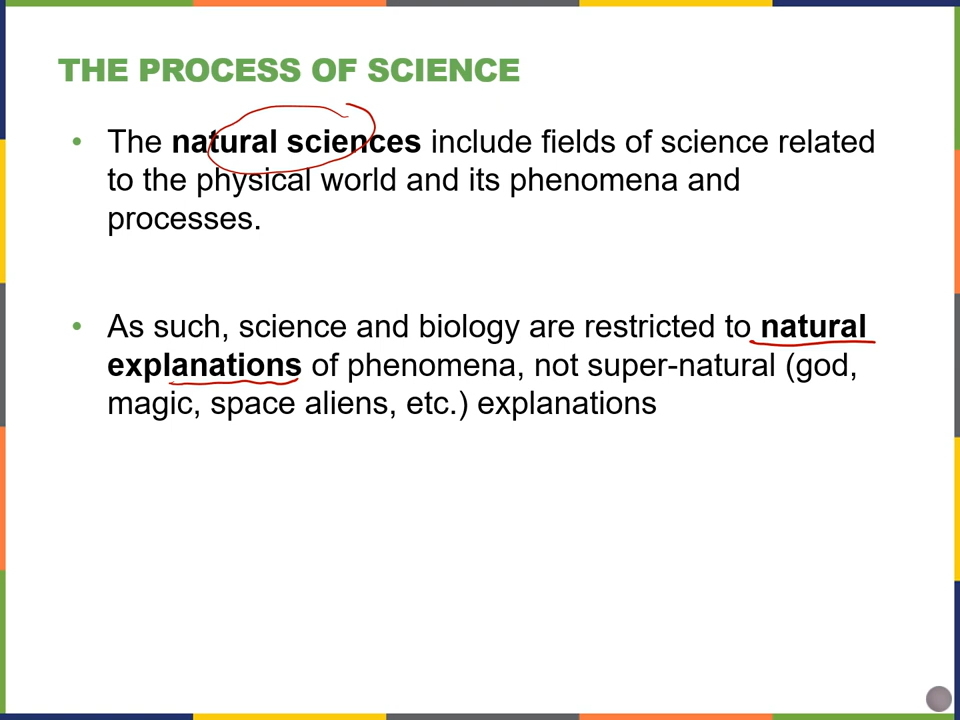 THE PROCESS OF SCIENCE
• The natural sciences include fields of science related
to the physical world and its phenomena and
processes.
• As such, science and biology are restricted to natural
explanations of phenomena, not super-natural (god,
magic, space aliens, etc.) explanations